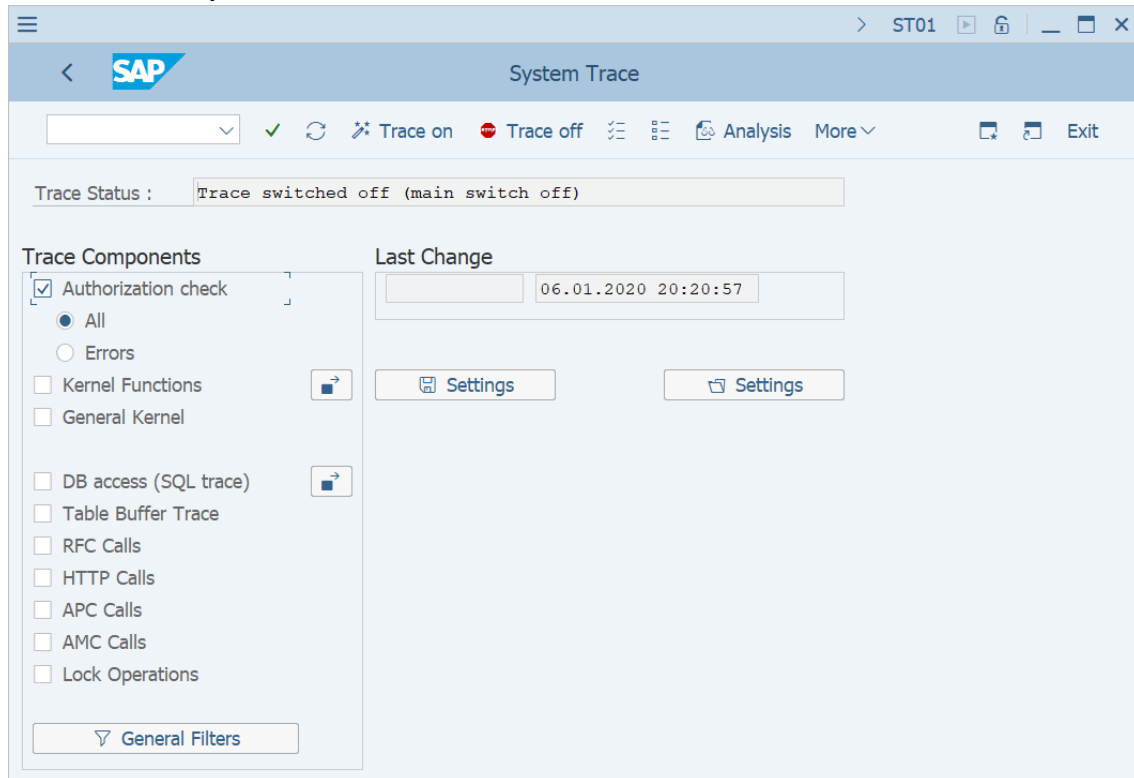 ST01
SAP
System Trace
Trace on Trace off Analysis More Exit
Trace Status : Trace switched off (main switch off)
Trace Components
Last Change
Authorization check
06.01.2020 20:20:57
All
Errors
Kernel Functions
Settings Settings
General Kernel
DB access (SQL trace)
Table Buffer Trace
RFC Calls
HTTP Calls
APC Calls
AMC Calls
Lock Operations
General Filters